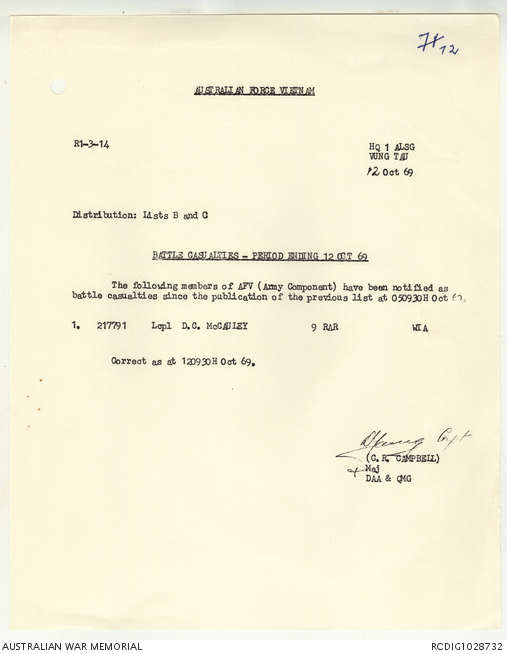 7/12
AUSTRALIAN FORCE VIETNAM
R1-3-14
HQ 1 ALSG
VUNG TAU
12 Oct 69
Distribution: Lists B and C
BATTLE CASUALTIES - PERIOD ENDING 12 OCT 69
The following members of AFV (Army Component) have been notified as
battle casualties since the publication of the previous list at 050930H Oct 69.
1. 217791 Lcpl D.C. McCAULEY 9 RAR WIA
Correct as at 120930H Oct 69.
Capt
(C.R. CAMPBELL)
Maj
DAA & QMG
AUSTRALIAN WAR MEMORIAL
RCDIG1028732